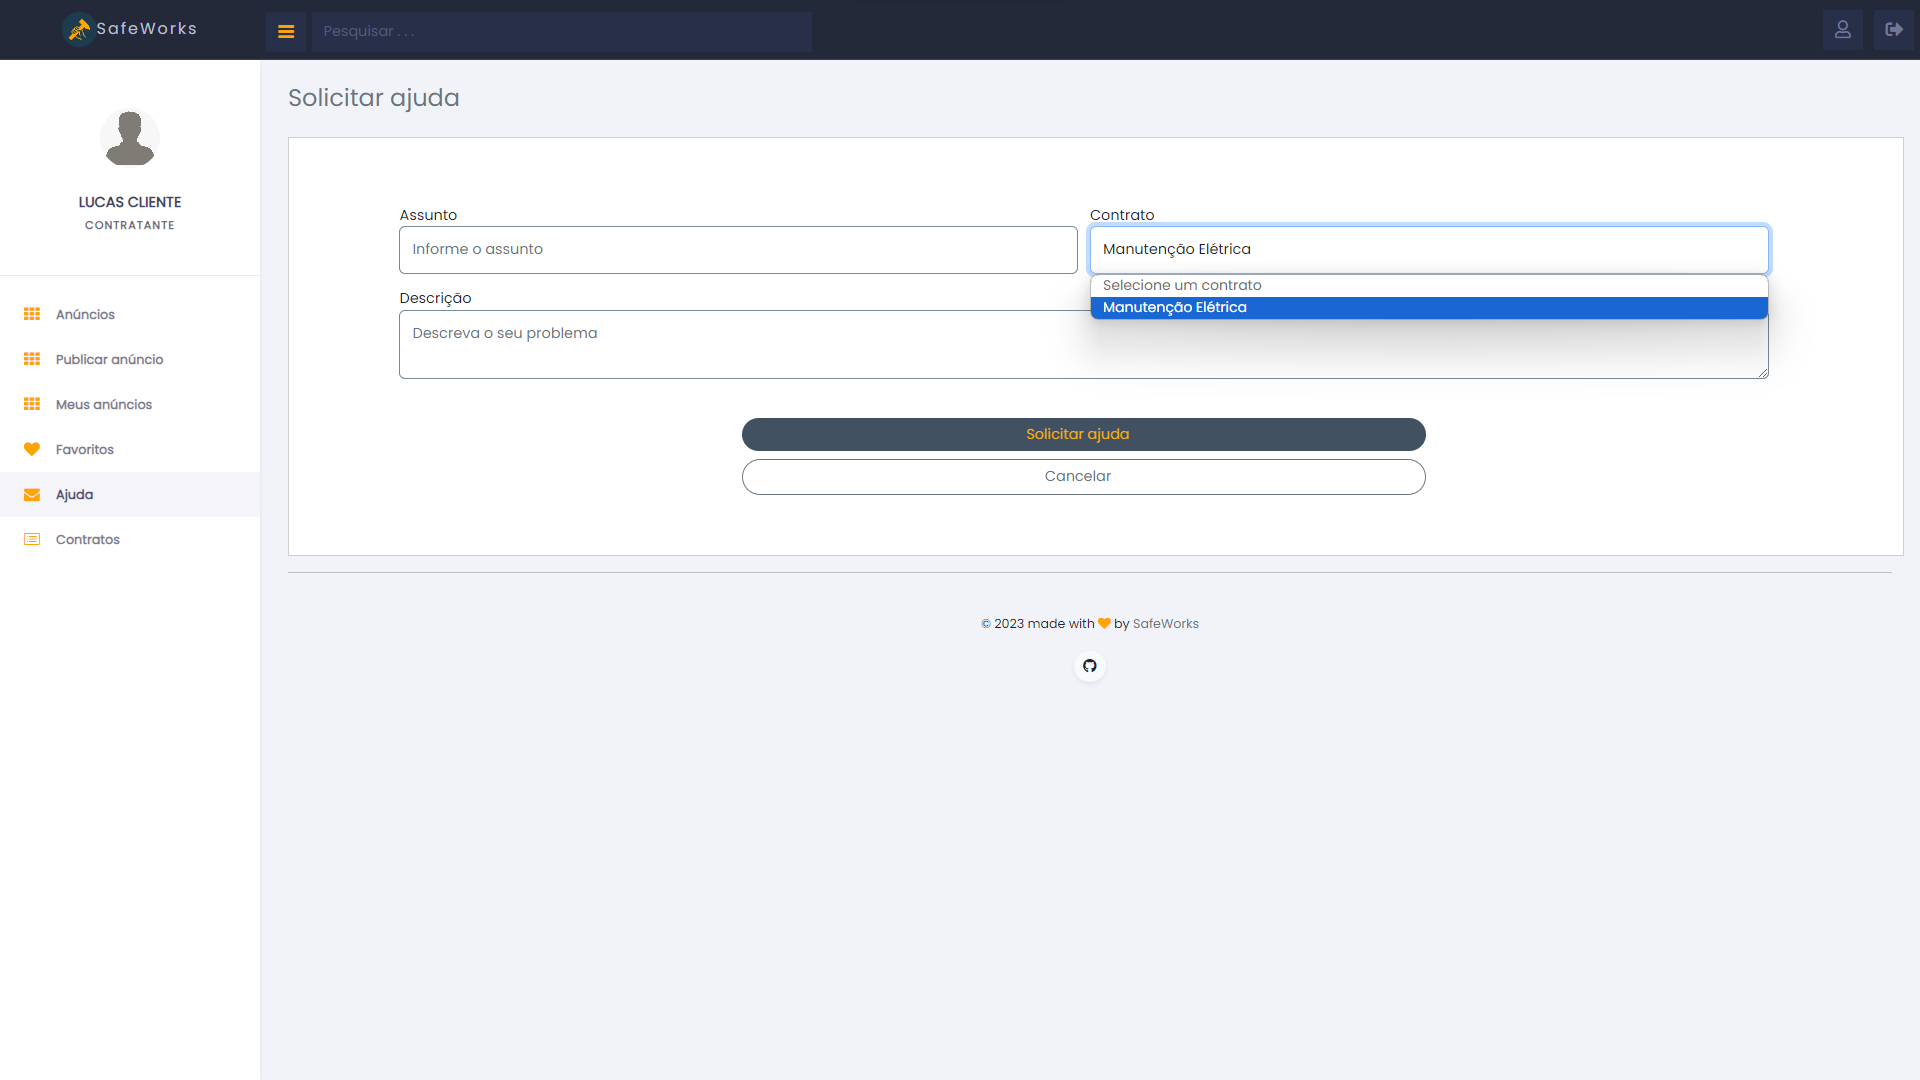 SafeWorks
Pesquisar . . .
LUCAS CLIENTE
CONTRATANTE
Anúncios
Publicar anúncio
Meus anúncios
Favoritos
Ajuda
Contratos
Solicitar ajuda
Assunto
Informe o assunto
Contrato
Manutenção Elétrica
Selecione um contrato
Manutenção Elétrica
Descrição
Descreva o seu problema
Solicitar ajuda
Cancelar
© 2023 made with by SafeWorks